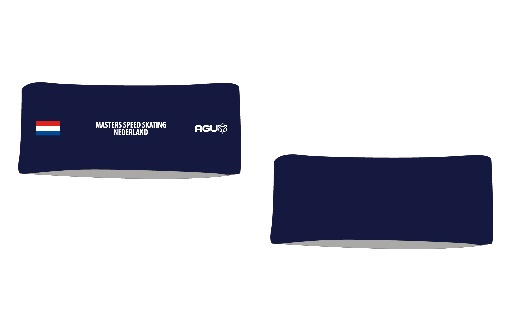 MASTERS SPEED SKATING
NEDERLAND
AGU